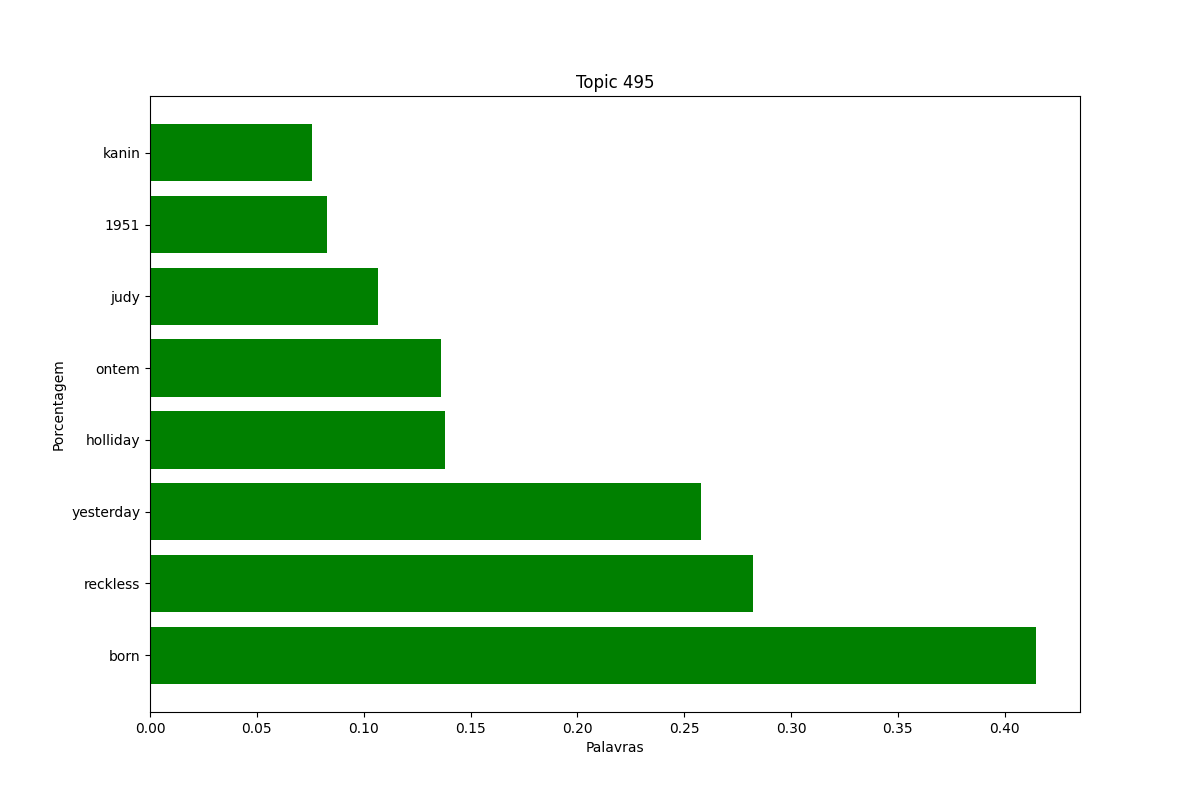 Topic 495
kanin
1951
judy
ontem
holliday
yesterday
reckless
born
Porcentagem
0.00 0.05 0.10 0.15 0.20 0.25 0.30 0.35 0.40
Palavras